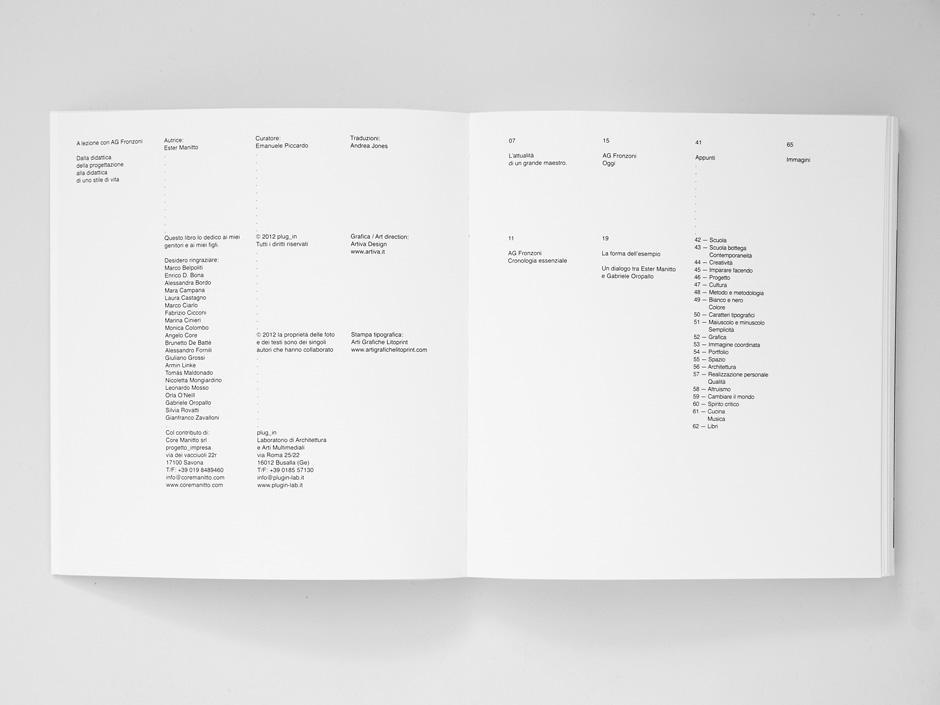 A lezione con AG Fronzoni
Dalla didattica
della progettazione
alla didattica
di uno stile di vita
Autrice:
Ester Manitto
Questo libro lo dedico ai miei
genitori e ai miei figli.
Desidero ringraziare:
Marco Belpoliti
Enrico D. Bona
Alessandra Bordo
Mara Campana
Laura Castagno
Marco Ciarlo
Fabrizio Cicconi
Marina Cinieri
Monica Colombo
Angelo Core
Brunetto De Battè
Alessandro Fornili
Giuliano Grossi
Armin Linke
Tomás Maldonado
Nicoletta Mongiardino
Leonardo Mosso
Orla O'Neill
Gabriele Oropallo
Silvia Rovatti
Gianfranco Zavalloni
Col contributo di:
Core Manitto srl
progetto_impresa
via dei vacciuoli 22r
17100 Savona
T/F: +39 019 8489460
info@coremanitto.com
www.coremanitto.com
Curatore:
Emanuele Piccardo
© 2012 plug_in
Tutti i diritti riservati
© 2012 la proprietà delle foto
e dei testi sono dei singoli
autori che hanno collaborato
plug_in
Laboratorio di Architettura
e Arti Multimediali
via Roma 25/22
16012 Busalla (Ge)
T/F: +39 0185 57130
info@plugin-lab.it
www.plugin-lab.it
Traduzioni:
Andrea Jones
Grafica / Art direction:
Artiva Design
www.artiva.it
Stampa tipografica:
Arti Grafiche Litoprint
www.artigrafichelitoprint.com
07
L'attualità
di un grande maestro.
11
AG Fronzoni
Cronologia essenziale
15
AG Fronzoni
Oggi
19
La forma dell'esempio
Un dialogo tra Ester Manitto
e Gabriele Oropallo
41
Appunti
42 — Scuola
43 — Scuola bottega
Contemporaneità
44 — Creatività
45 — Imparare facendo
46 — Progetto
47 — Cultura
48 — Metodo e metodologia
49 — Bianco e nero
Colore
50 — Caratteri tipografici
51 — Maiuscolo e minuscolo
Semplicità
52 — Grafica
53 — Immagine coordinata
54 — Portfolio
55 — Spazio
56 — Architettura
57 — Realizzazione personale
Qualità
58 — Altruismo
59 — Cambiare il mondo
60 — Spirito critico
61 — Cucina
Musica
62 — Libri
65
Immagini